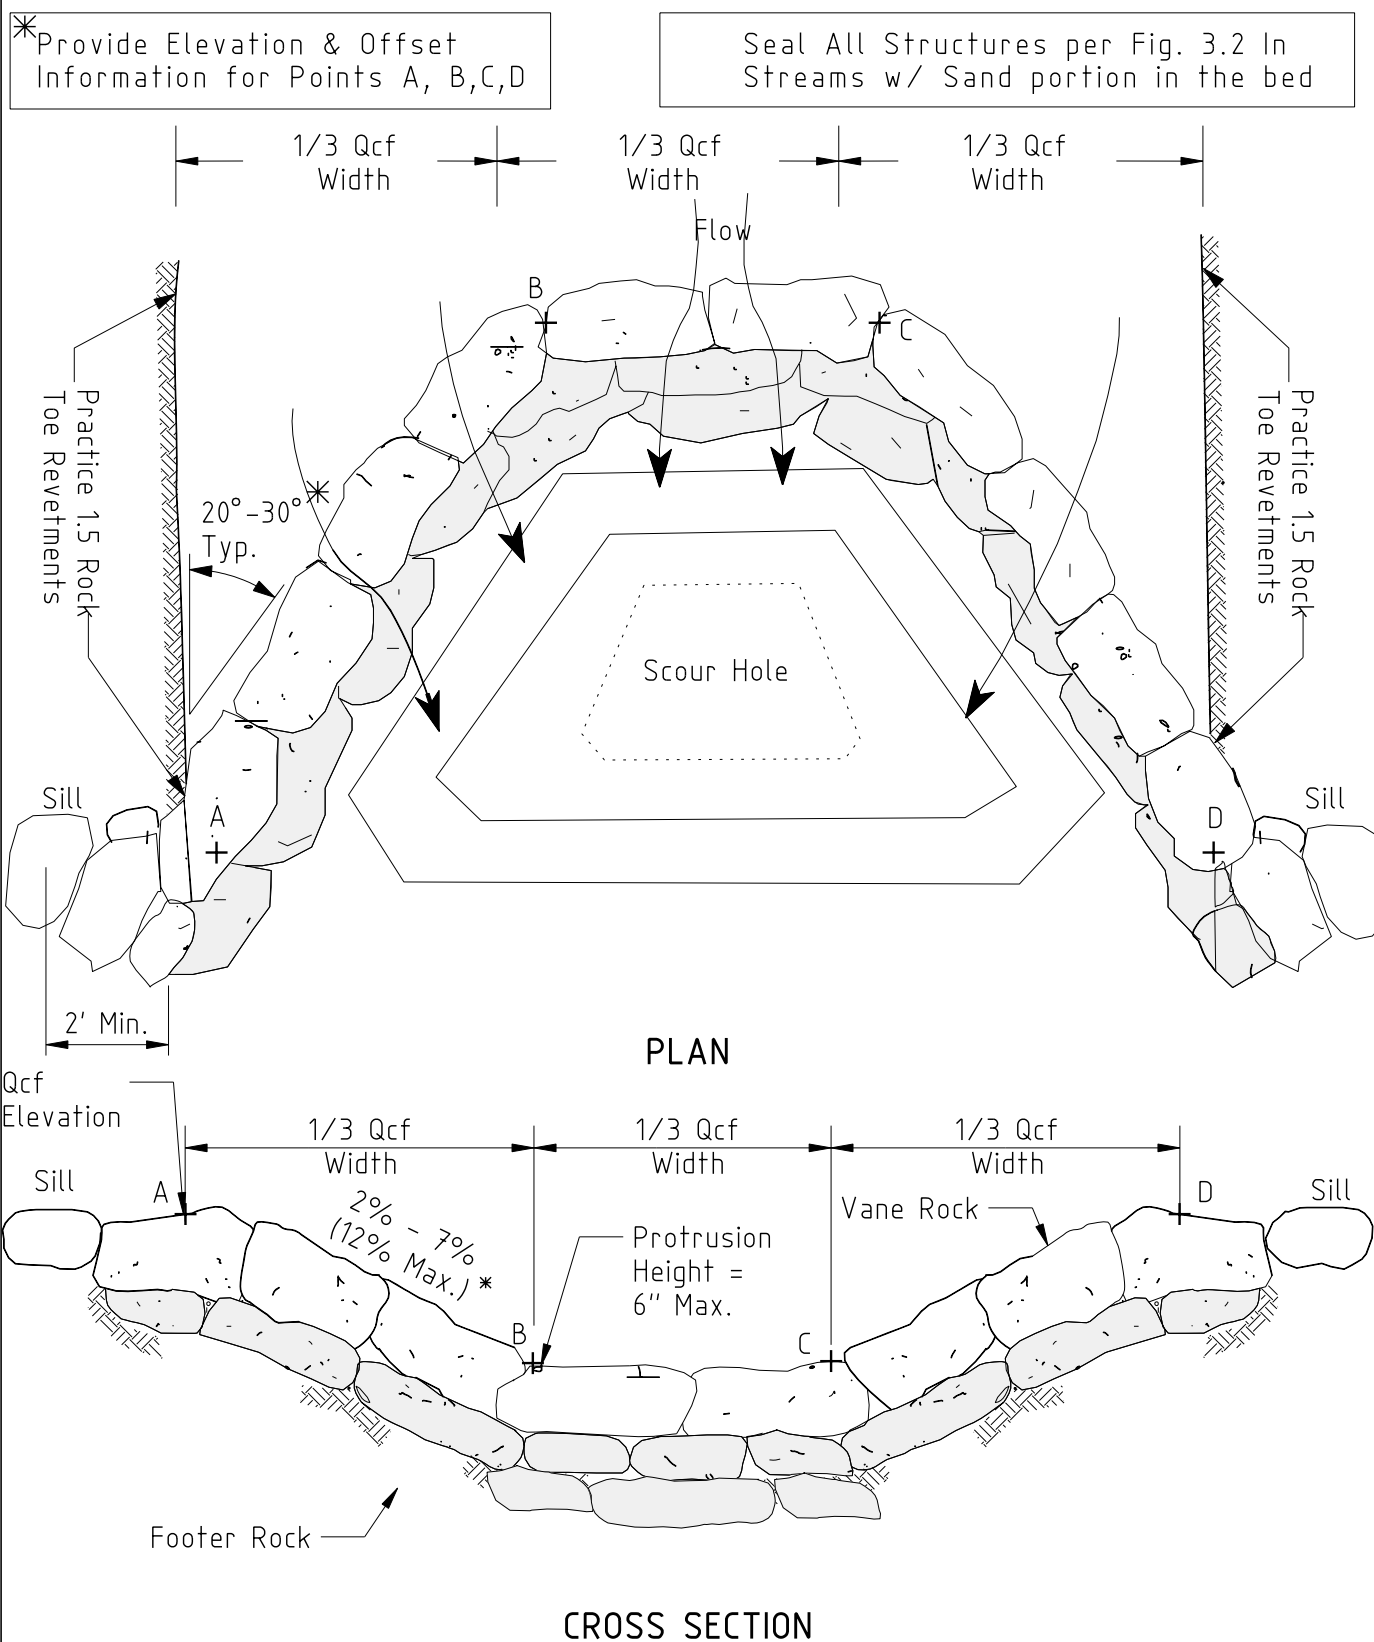 *Provide Elevation & Offset
Information for Points A, B,C,D
Seal All Structures per Fig. 3.2 In
Streams w/ Sand portion in the bed
1/3 Qcf
Width
1/3 Qcf
Width
1/3 Qcf
Width
Flow
B
C
Practice 1.5 Rock
Toe Revetments
Practice 1.5 Rock
Toe Revetments
20°-30°*
Typ.
Scour Hole
Sill
A
D
Sill
2' Min.
PLAN
Qcf
Elevation
1/3 Qcf
Width
1/3 Qcf
Width
1/3 Qcf
Width
Sill
A
2% - 7%
(12% Max.) *
Protrusion
Height =
6" Max.
Vane Rock
D
Sill
B
C
Footer Rock
CROSS SECTION